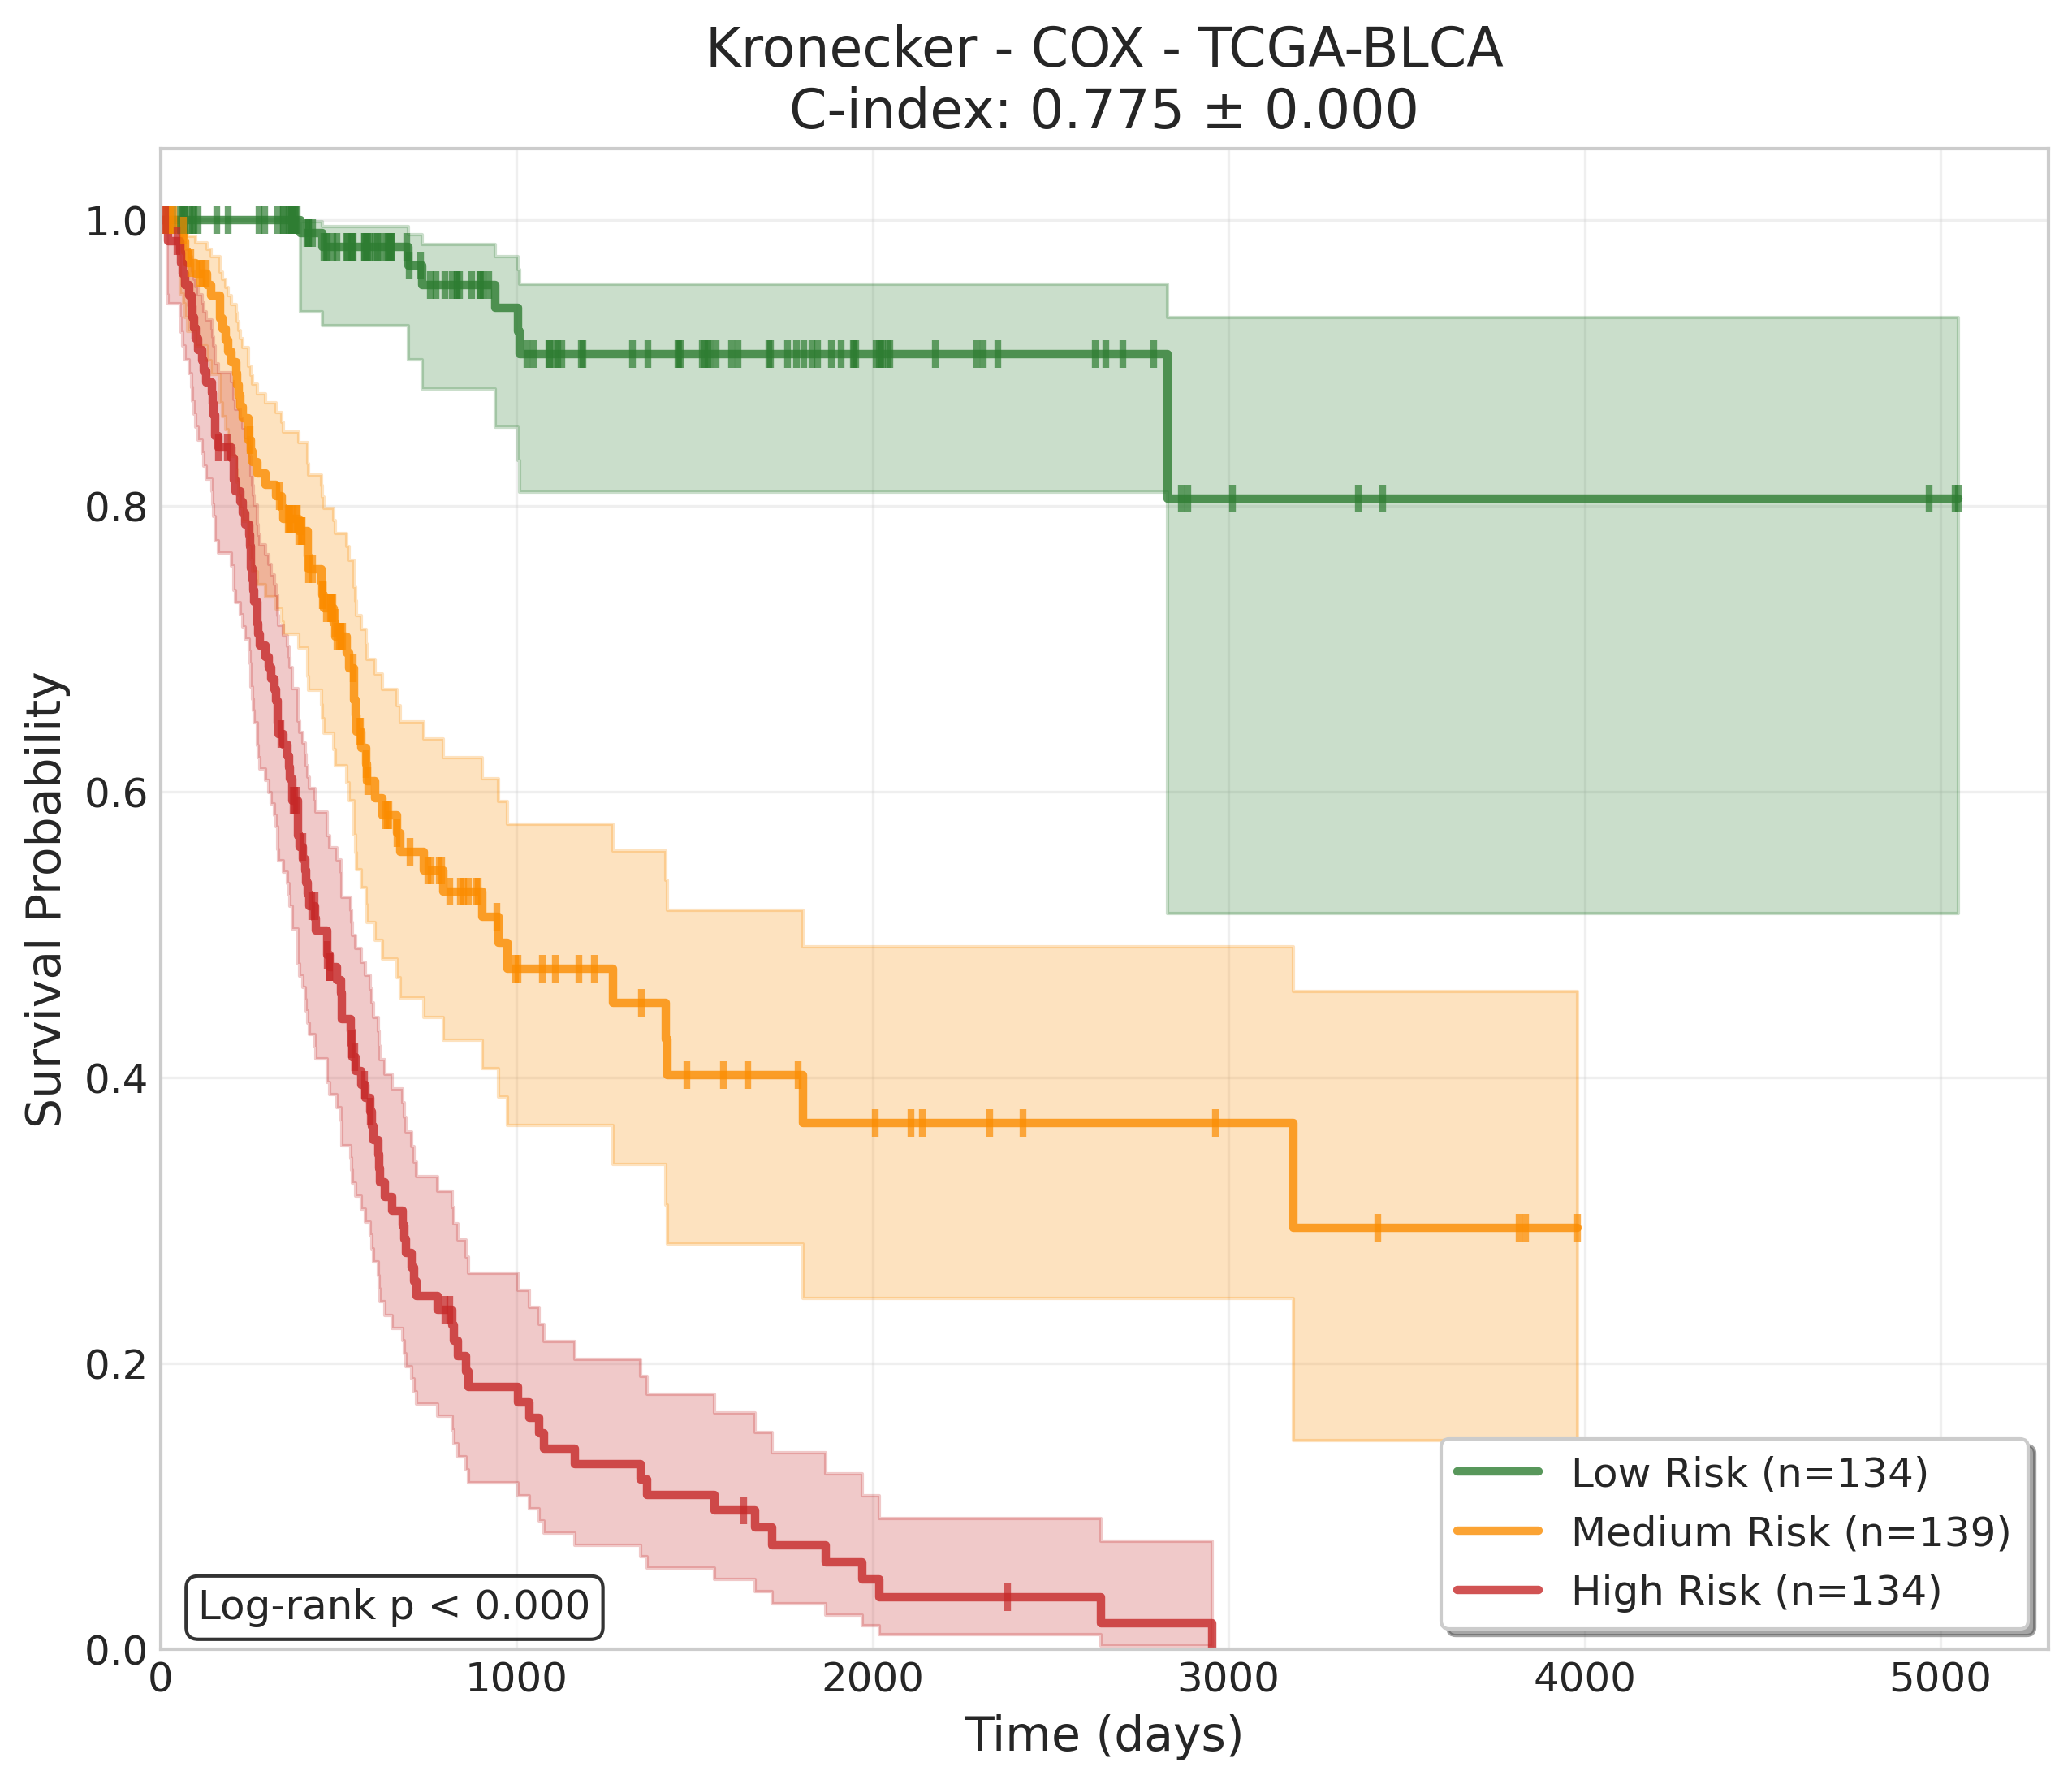 Kronecker - COX - TCGA-BLCA
C-index: 0.775 ± 0.000
Survival Probability
1.0
0.8
0.6
0.4
0.2
0.0
Log-rank p < 0.000
Low Risk (n=134)
Medium Risk (n=139)
High Risk (n=134)
0 1000 2000 3000 4000 5000
Time (days)